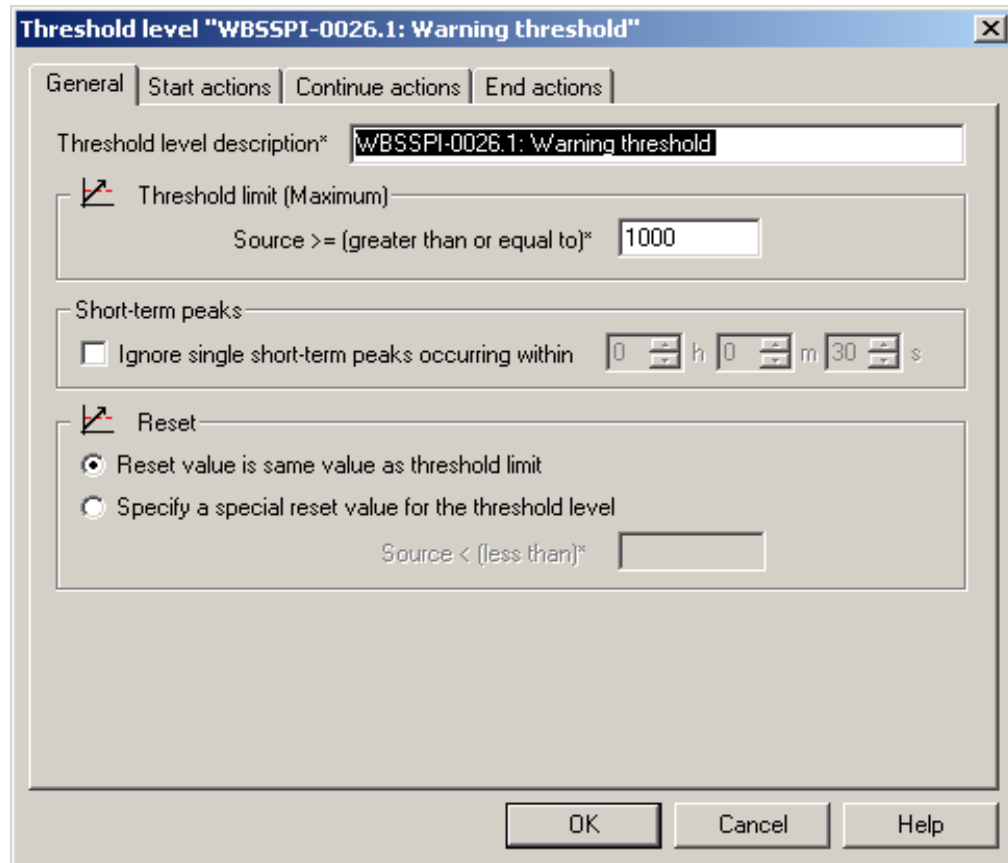 Threshold level "WBSSPI-0026.1: Warning threshold"
General Start actions Continue actions End actions
Threshold level description* WBSSPI-0026.1: Warning threshold
Threshold limit (Maximum)
Source >= (greater than or equal to)* 1000
Short-term peaks
Ignore single short-term peaks occurring within 0 h 0 m 30 s
Reset
Reset value is same value as threshold limit
Specify a special reset value for the threshold level
Source < (less than)*
OK Cancel Help